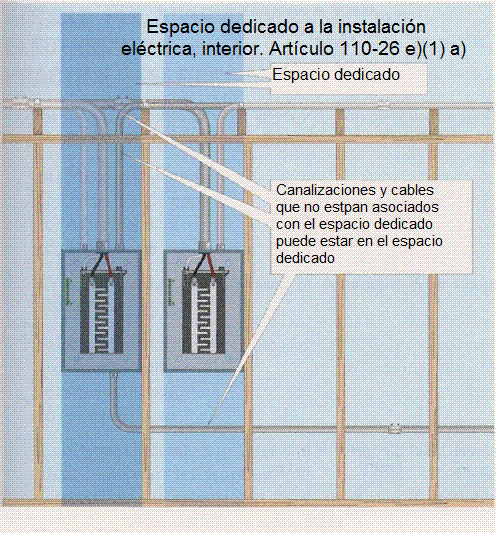 Espacio dedicado a la instalación
eléctrica, interior. Artículo 110-26 e)(1) a)
Espacio dedicado
Canalizaciones y cables
que no estpan asociados
con el espacio dedicado
puede estar en el espacio
dedicado